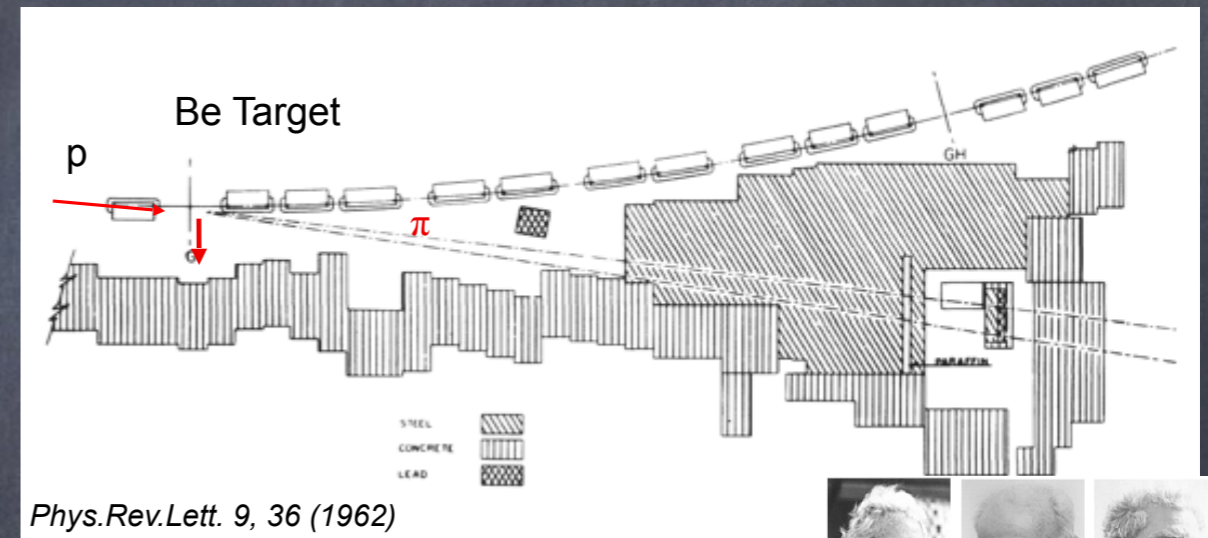 Be Target
p
GH
π
G
PARAFFIN
STEEL
CONCRETE
LEAD
Phys.Rev.Lett. 9, 36 (1962)